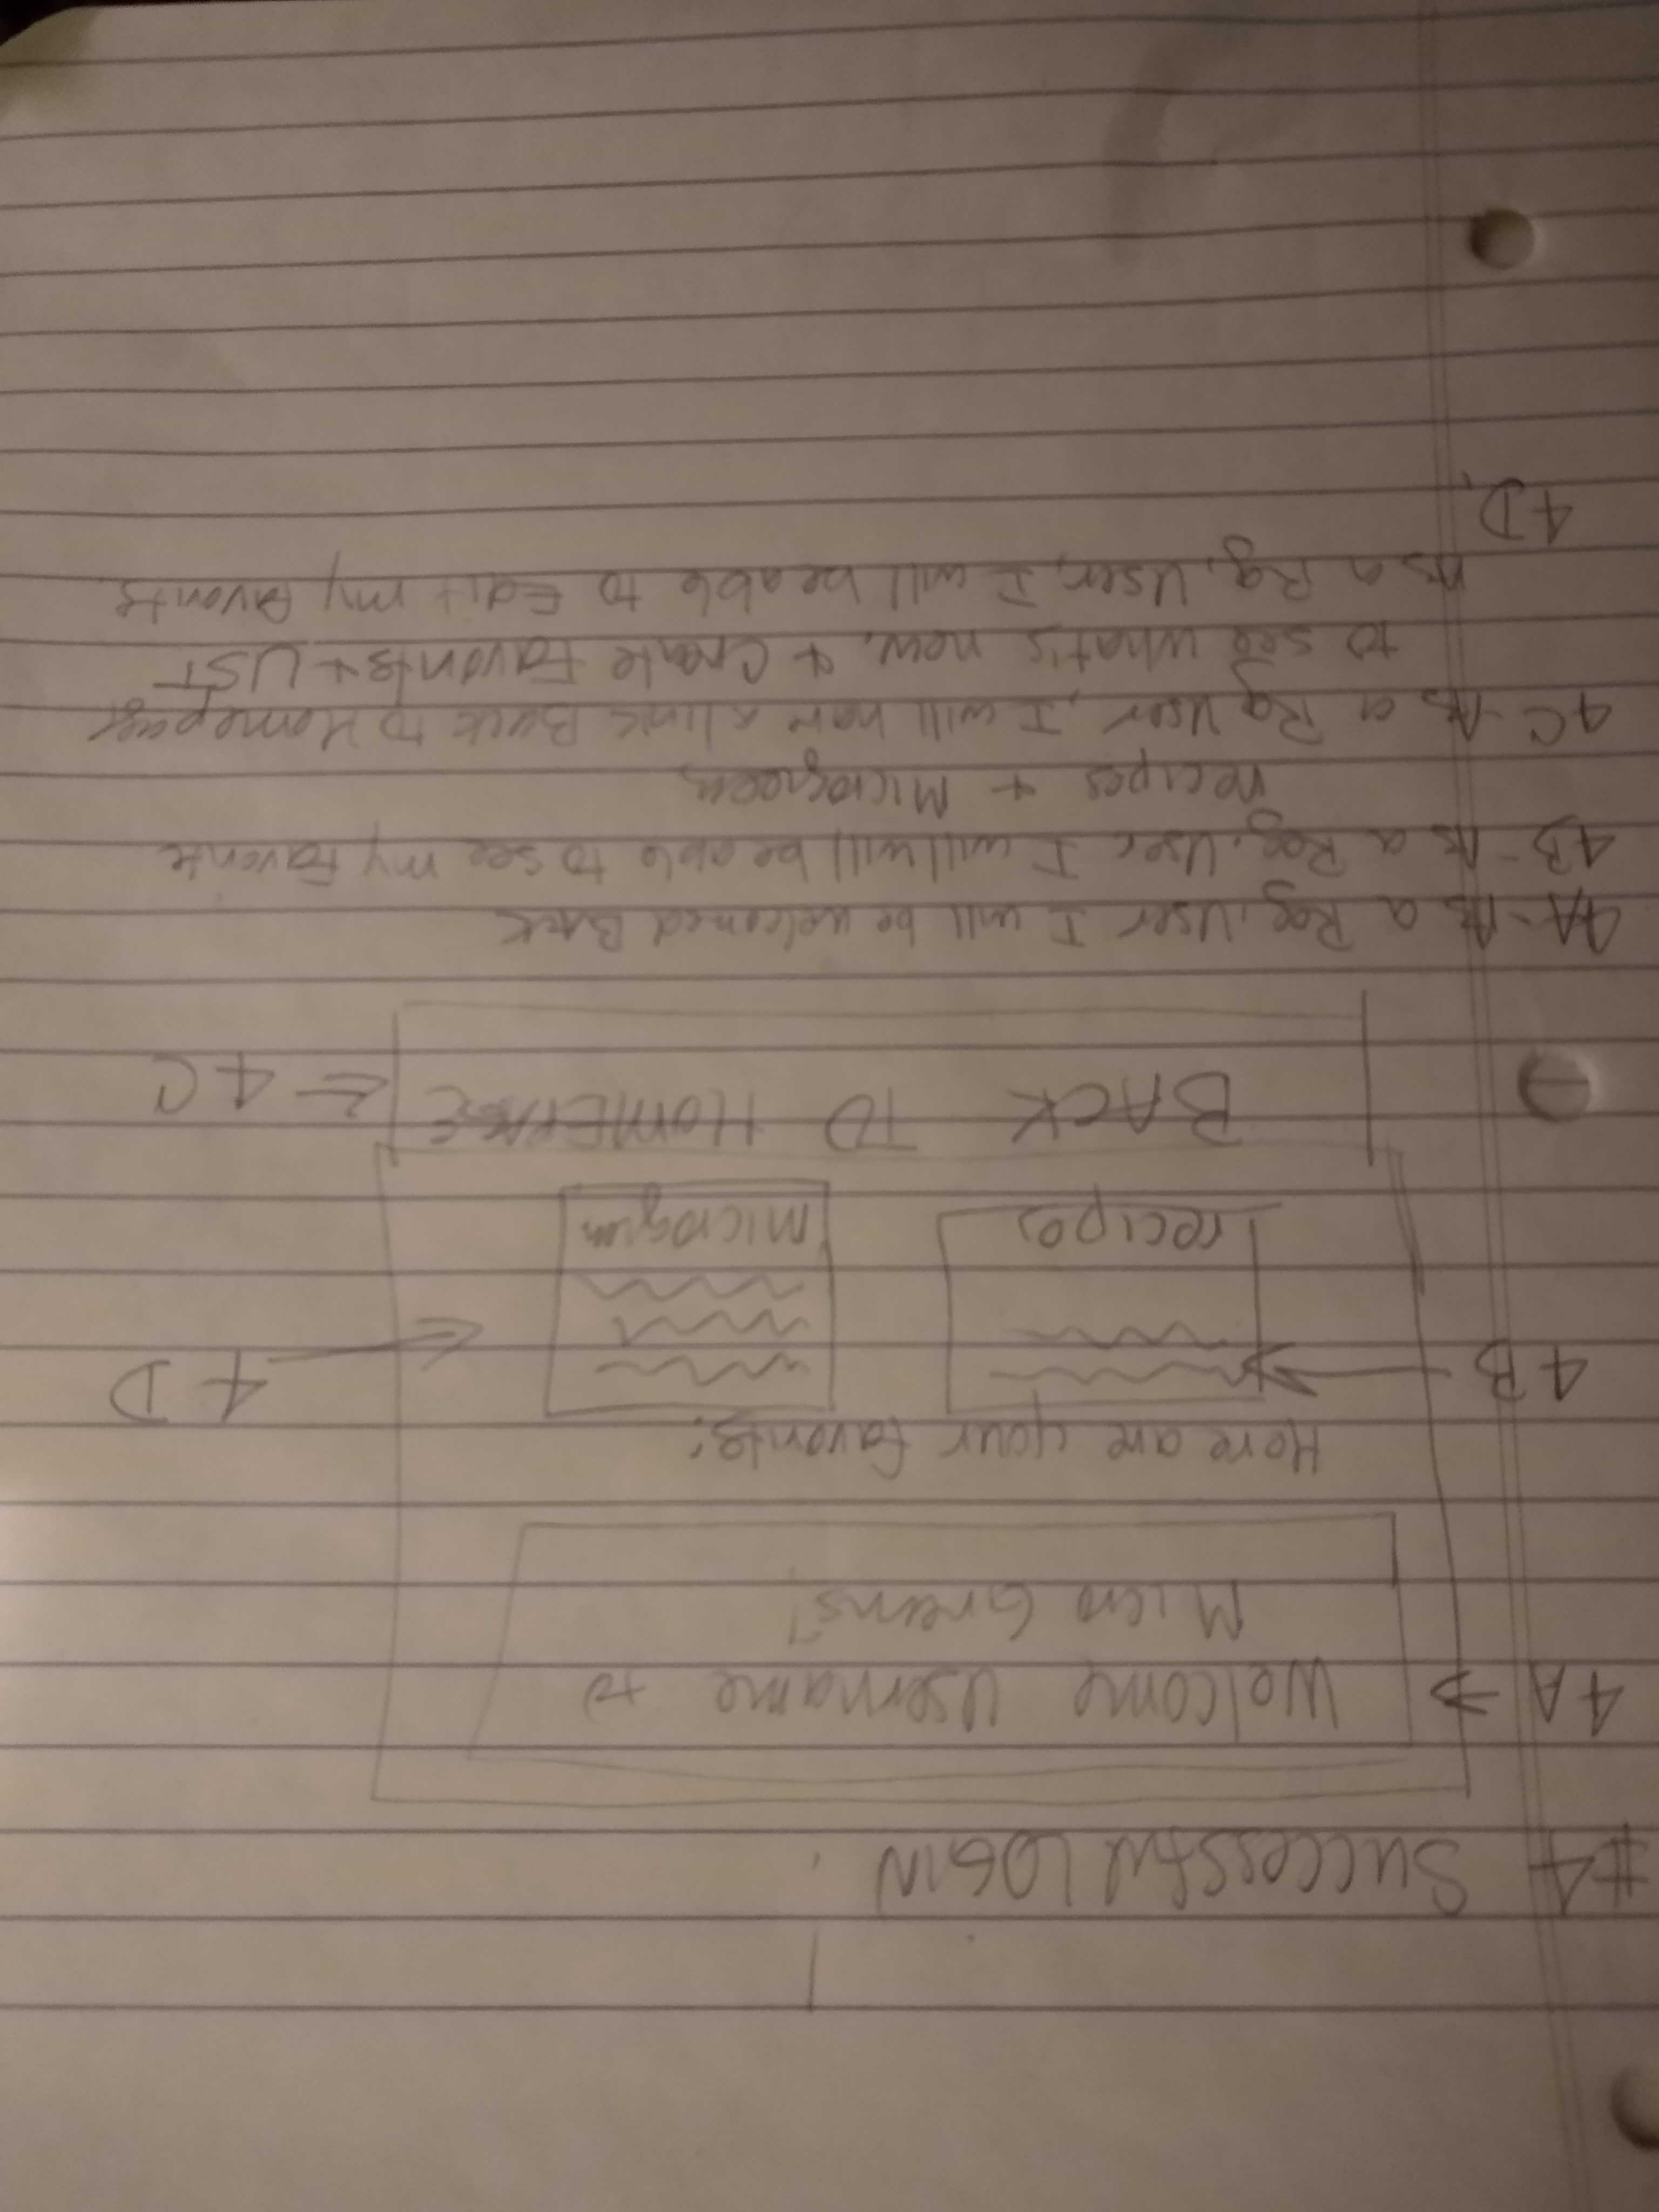 #4 SUCCESSFUL LOGIN
4A → Welcome Username to
Micro Greens"
Here are your favorites:
4B
4D
recipes
microgreen
BACK TO HOMEPAGE ⇐ 4C
4A - As a Reg. User I will be welcomed Back
4B - As a Reg. User I will will be able to see my Favorite
recipes + Microgreens
4C - As a Reg User, I will have a link Back to Homepage
to see what's new, + Create Favorites + LIST
As a Reg. User, I will be able to Edit my favorits.
4D.